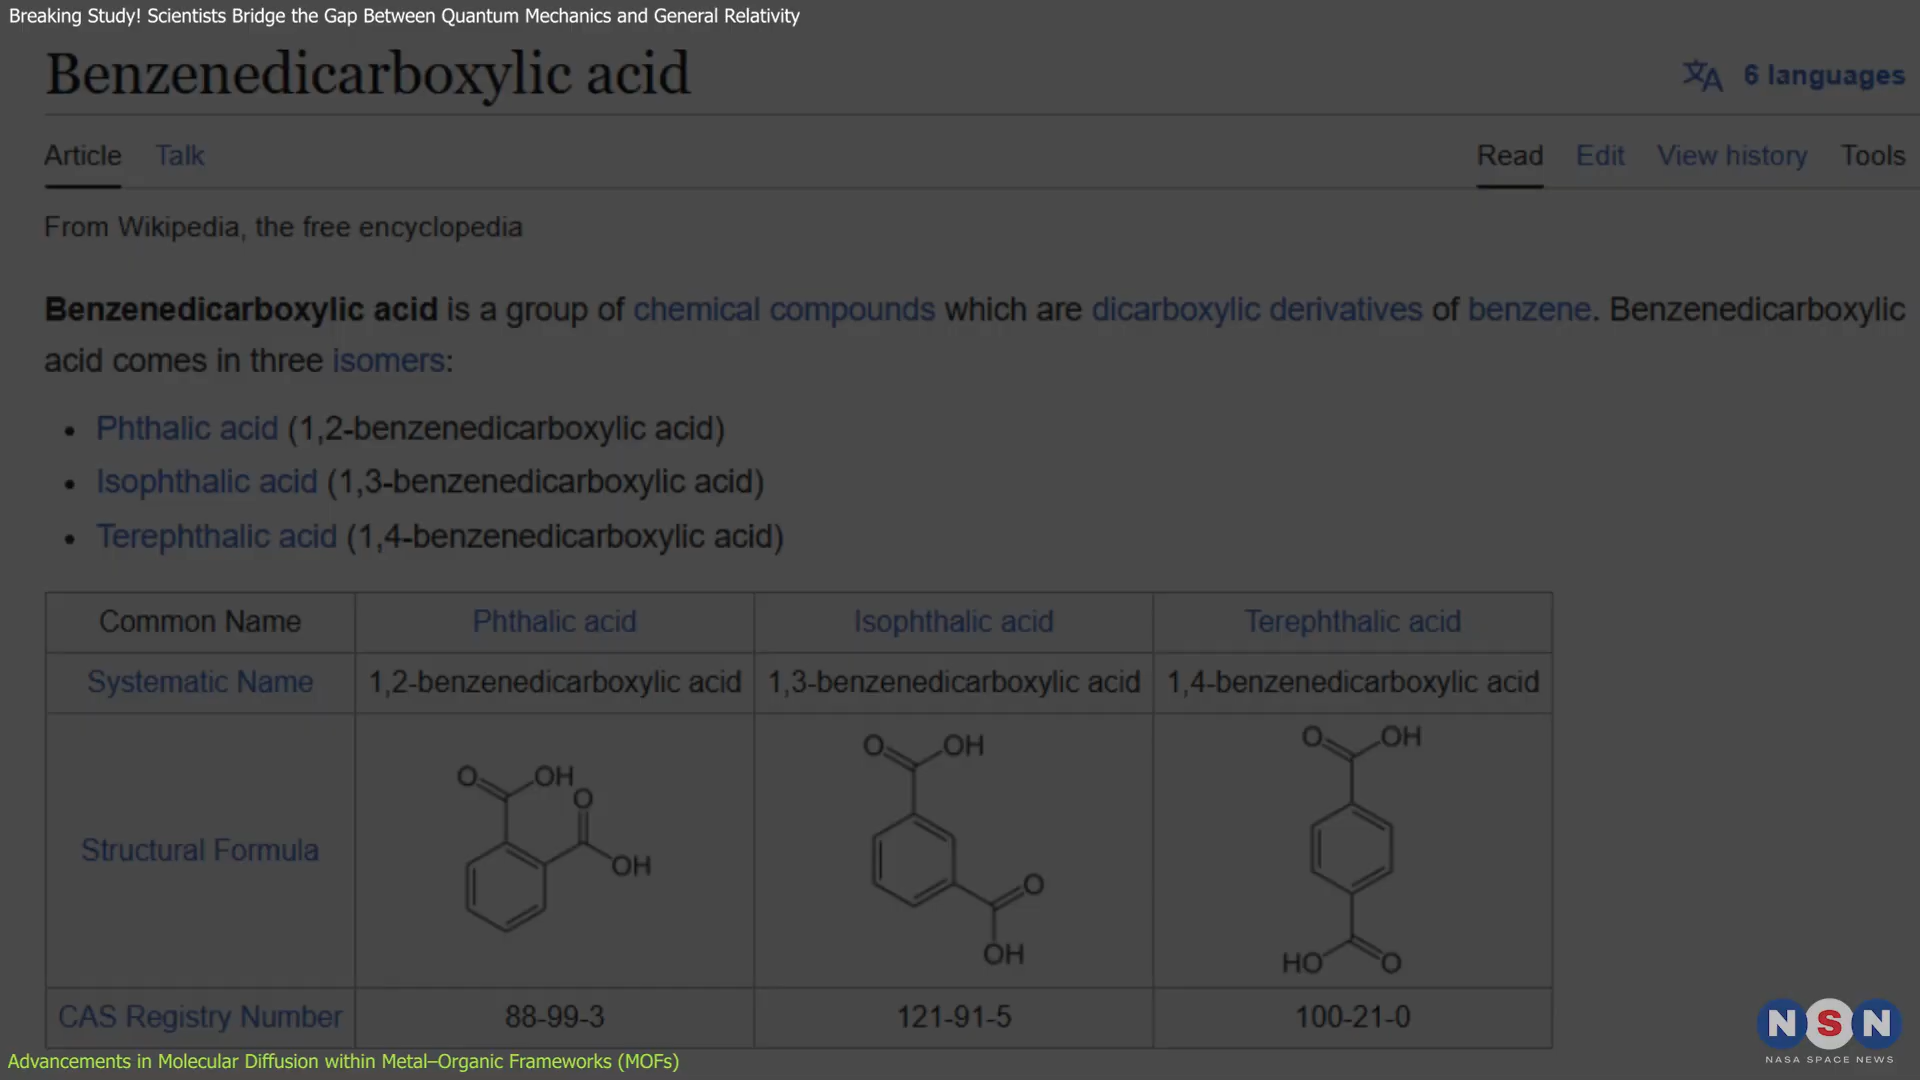 Breaking Study! Scientists Bridge the Gap Between Quantum Mechanics and General Relativity
Benzenedicarboxylic acid
6 languages
Article Talk
Read Edit View history Tools
From Wikipedia, the free encyclopedia
Benzenedicarboxylic acid is a group of chemical compounds which are dicarboxylic derivatives of benzene. Benzenedicarboxylic
acid comes in three isomers:
• Phthalic acid (1,2-benzenedicarboxylic acid)
• Isophthalic acid (1,3-benzenedicarboxylic acid)
• Terephthalic acid (1,4-benzenedicarboxylic acid)
Common Name Phthalic acid Isophthalic acid Terephthalic acid
Systematic Name 1,2-benzenedicarboxylic acid 1,3-benzenedicarboxylic acid 1,4-benzenedicarboxylic acid
Structural Formula
O OH O OH
O OH O OH
O OH HO O
CAS Registry Number 88-99-3 121-91-5 100-21-0
Advancements in Molecular Diffusion within Metal–Organic Frameworks (MOFs)
NSN
NASA SPACE NEWS